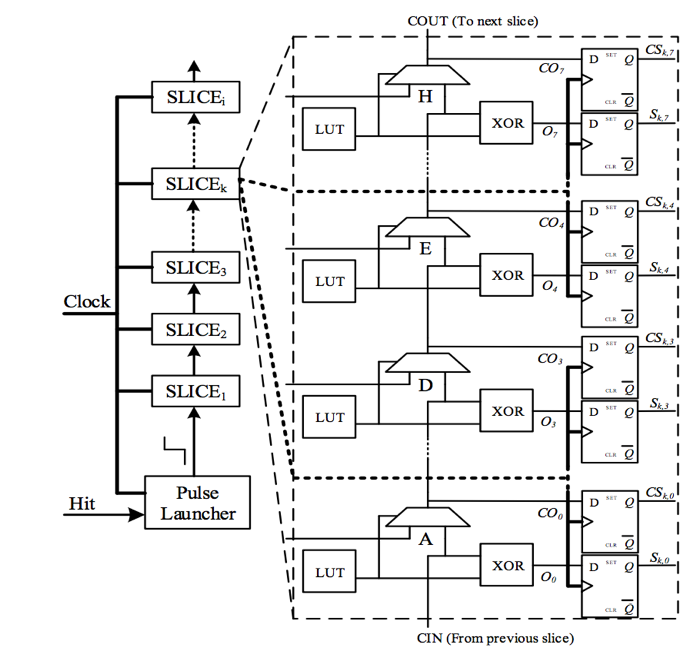 COUT (To next slice)
SLICEi
SLICEk
SLICE3
Clock
SLICE2
SLICE1
Hit
Pulse
Launcher
H
LUT
XOR
CO7
O7
D SET Q
CLR Q
CSk,7
D SET Q
CLR Q
Sk,7
E
LUT
XOR
CO4
O4
D SET Q
CLR Q
CSk,4
D SET Q
CLR Q
Sk,4
D
LUT
XOR
CO3
O3
D SET Q
CLR Q
CSk,3
D SET Q
CLR Q
Sk,3
A
LUT
XOR
CO0
O0
D SET Q
CLR Q
CSk,0
D SET Q
CLR Q
Sk,0
CIN (From previous slice)